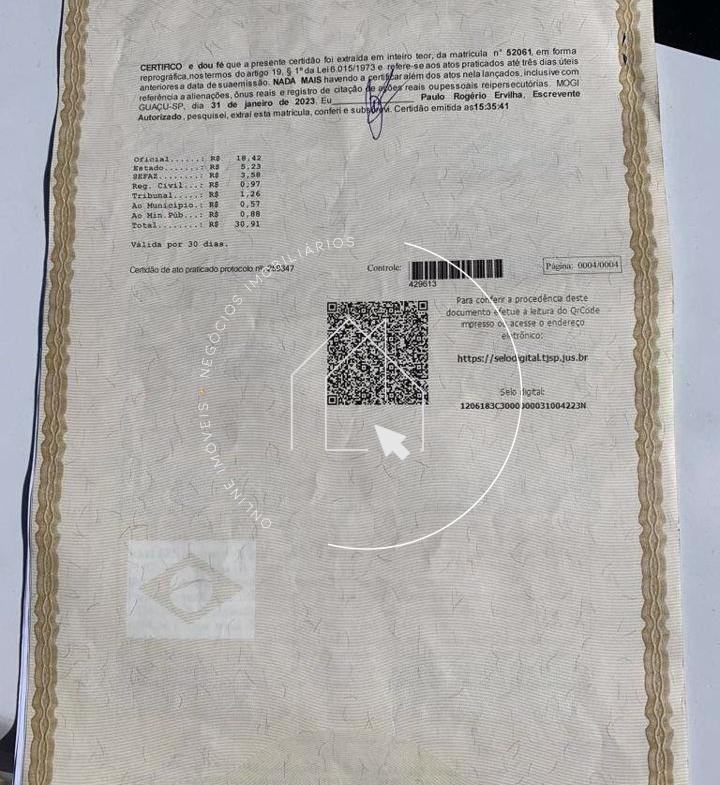 CERTIFICO e dou fé que a presente certidão foi extraída em inteiro teor, da matrícula n° 52061, em forma
reprográfica, nos termos do artigo 19, § 1º da Lei 6.015/1973 e refere-se aos atos praticados até três dias úteis
anteriores a data de sua emissão. NADA MAIS havendo a certificar além dos atos nela lançados, inclusive com
referência a alienações, ônus reais e registro de citação de ações reais ou pessoais reipersecutórias. MOGI
GUAÇU-SP, dia 31 de janeiro de 2023. Eu_______________ Paulo Rogério Ervilha, Escrevente
Autorizado, pesquisei, extraí esta matrícula, conferi e subscrevi. Certidão emitida as 15:35:41
Oficial......: R$ 18,42
Estado.......: R$ 5,23
SEFAZ........: R$ 3,58
Reg. Civil...: R$ 0,97
Tribunal.....: R$ 1,26
Ao Município.: R$ 0,57
Ao Min.Púb...: R$ 0,88
Total........: R$ 30,91
Válida por 30 dias.
Certidão de ato praticado protocolo nº:
Controle:
429613
Página: 0004/0004
Para conferir a procedência deste
documento efetue a leitura do QrCode
impresso ou acesse o endereço
eletrônico:
https://selodigital.tjsp.jus.br
Selo digital:
ONLINE IMÓVEIS • NEGÓCIOS IMOBILIÁRIOS